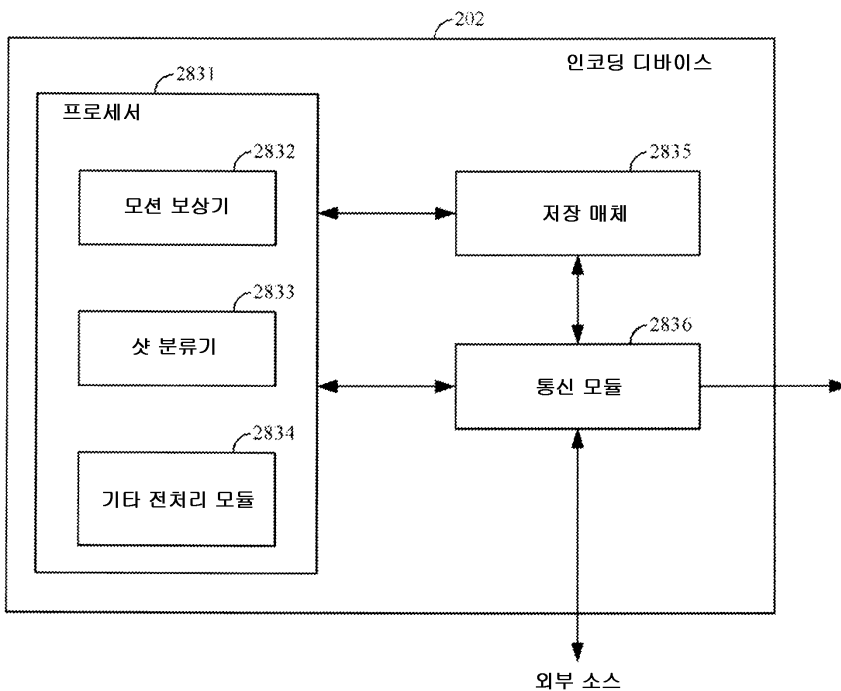 202
인코딩 디바이스
2831
프로세서
2832
모션 보상기
2835
저장 매체
2833
샷 분류기
2836
통신 모듈
2834
기타 전처리 모듈
외부 소스